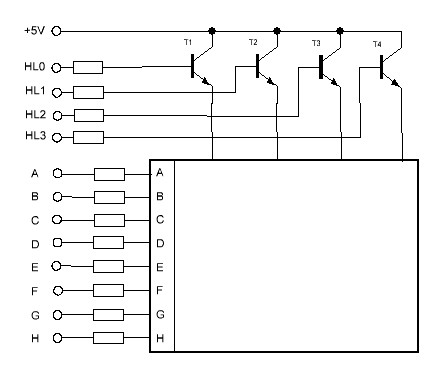 +5V
T1 T2 T3 T4
HL0
HL1
HL2
HL3
A A
B B
C C
D D
E E
F F
G G
H H